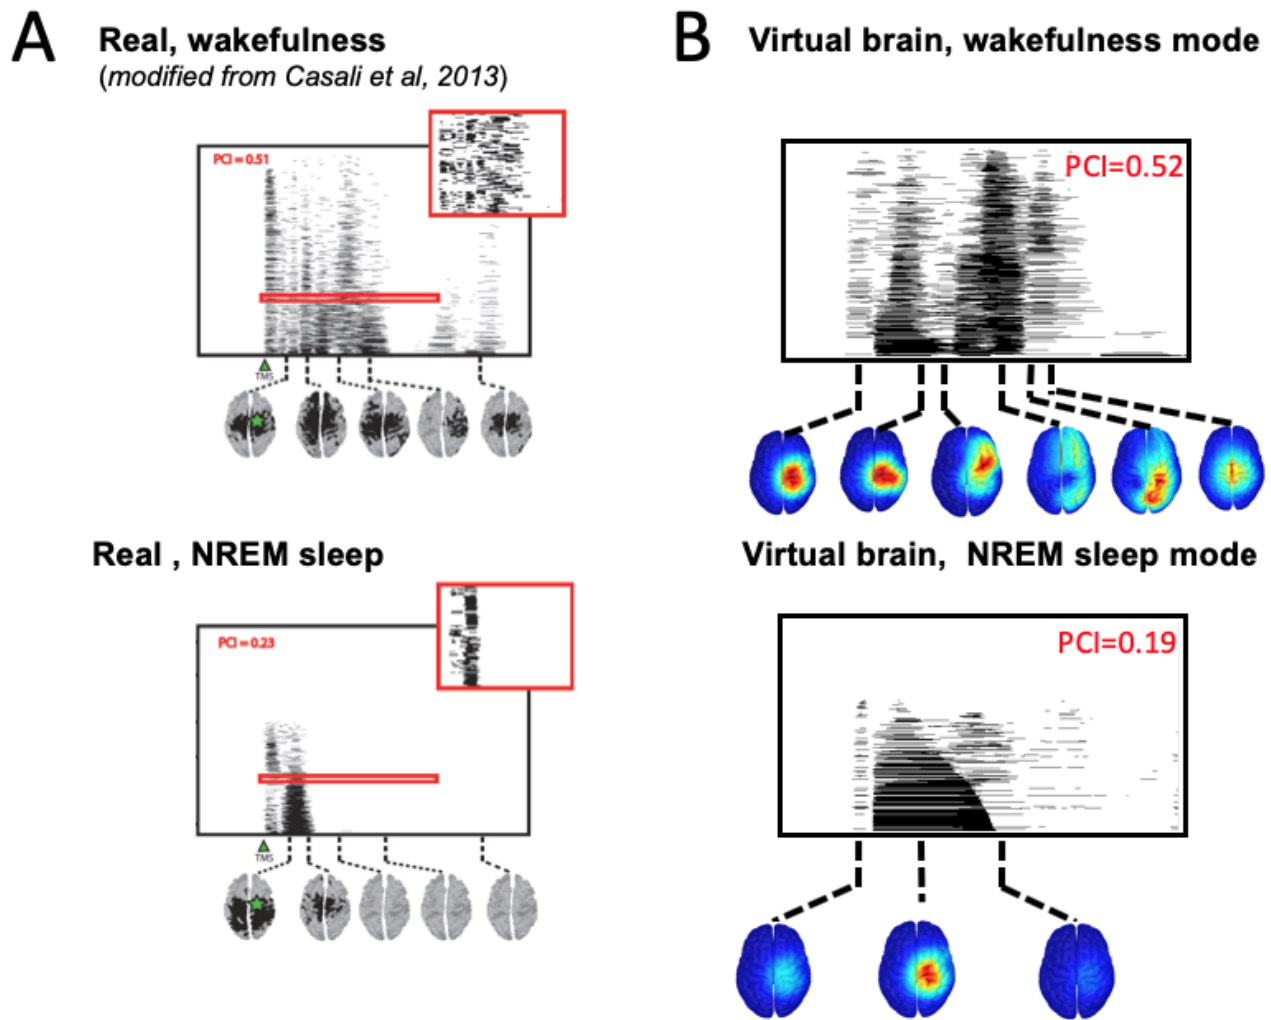 A
Real, wakefulness
(modified from Casali et al, 2013)
PCI = 0.51
TMS
Real , NREM sleep
PCI = 0.23
TMS
B
Virtual brain, wakefulness mode
PCI=0.52
Virtual brain, NREM sleep mode
PCI=0.19